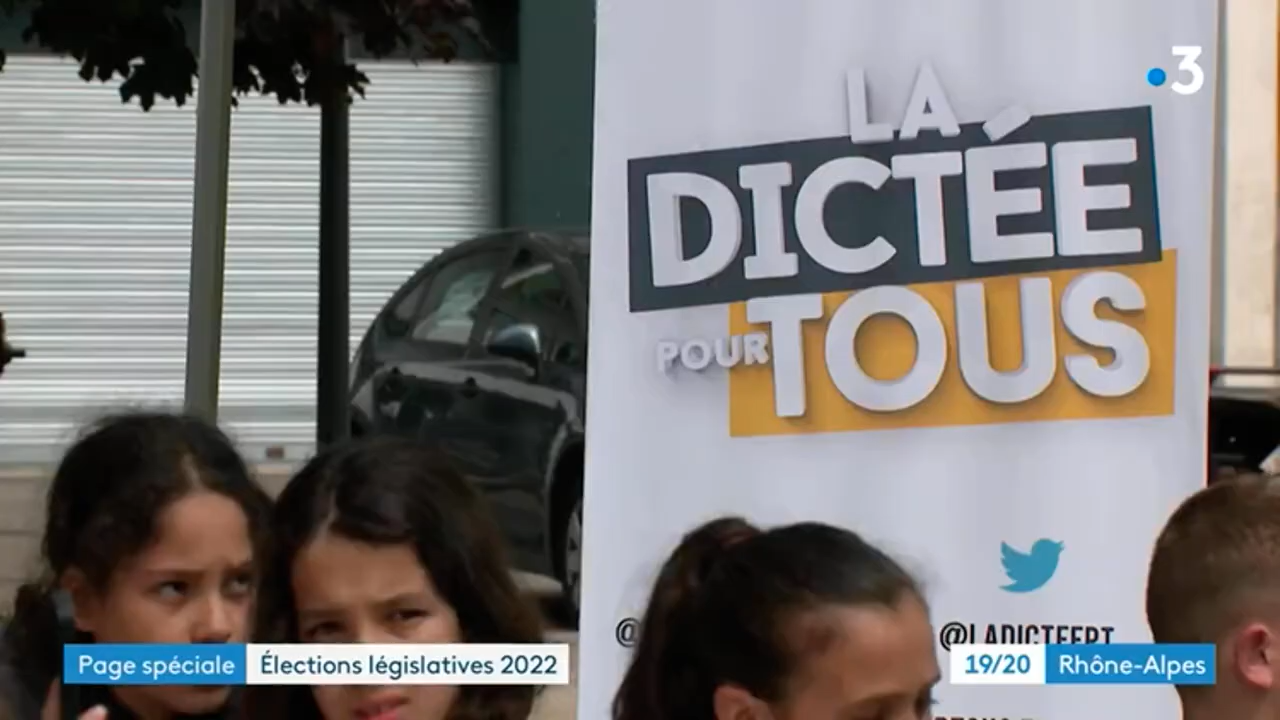 3
LA
DICTÉE
POUR TOUS
@LADICTEEPT
Page spéciale Élections législatives 2022
19/20 Rhône-Alpes